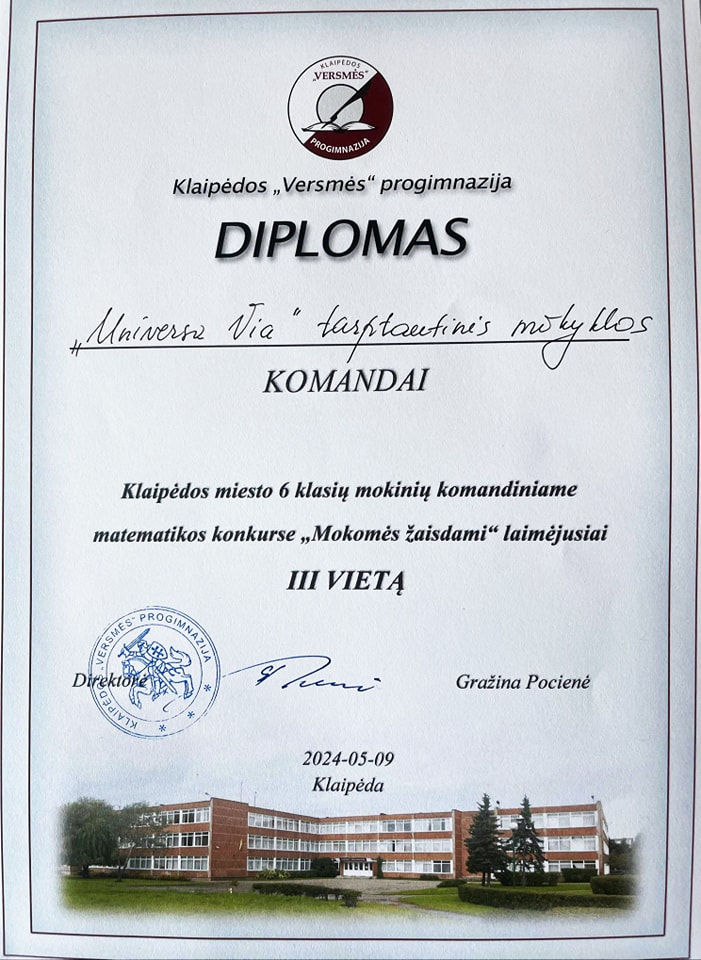 KLAIPĖDOS
„VERSMĖS“
PROGIMNAZIJA
Klaipėdos „Versmės“ progimnazija
DIPLOMAS
„Universa Via“ tarptautinės mokyklos
KOMANDAI
Klaipėdos miesto 6 klasių mokinių komandiniame
matematikos konkurse „Mokomės žaisdami“ laimėjusiai
III VIETĄ
KLAIPĖDOS „VERSMĖS“ PROGIMNAZIJA
Direktorė
Gražina Pocienė
2024-05-09
Klaipėda